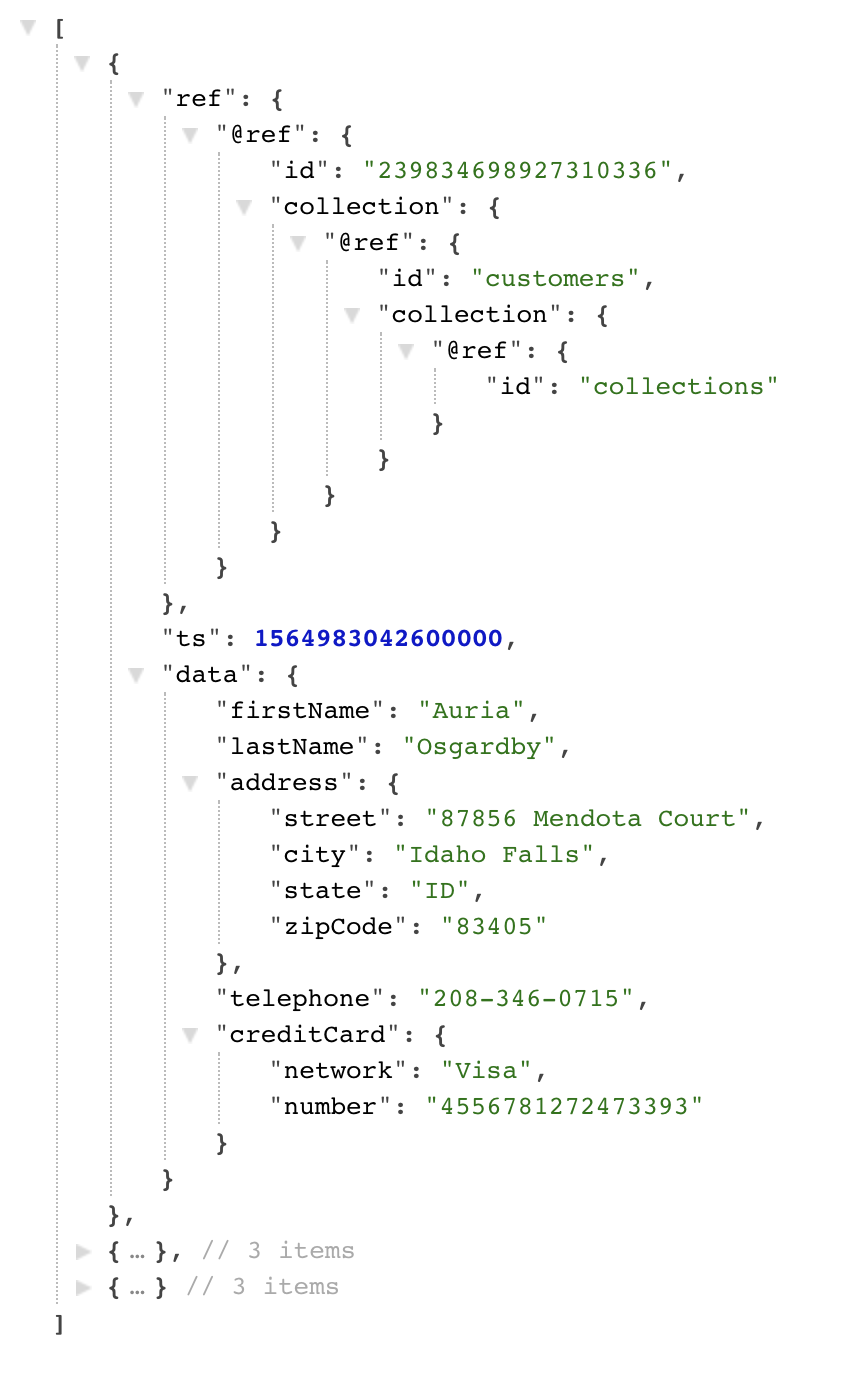 [
{
"ref": {
"@ref": {
"id": "239834698927310336",
"collection": {
"@ref": {
"id": "customers",
"collection": {
"@ref": {
"id": "collections"
}
}
}
}
}
},
"ts": 1564983042600000,
"data": {
"firstName": "Auria",
"lastName": "Osgardby",
"address": {
"street": "87856 Mendota Court",
"city": "Idaho Falls",
"state": "ID",
"zipCode": "83405"
},
"telephone": "208-346-0715",
"creditCard": {
"network": "Visa",
"number": "4556781272473393"
}
}
},
{ … }, // 3 items
{ … } // 3 items
]